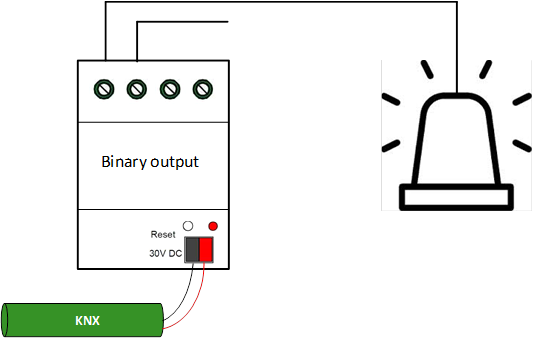 Binary output
Reset
30V DC
KNX